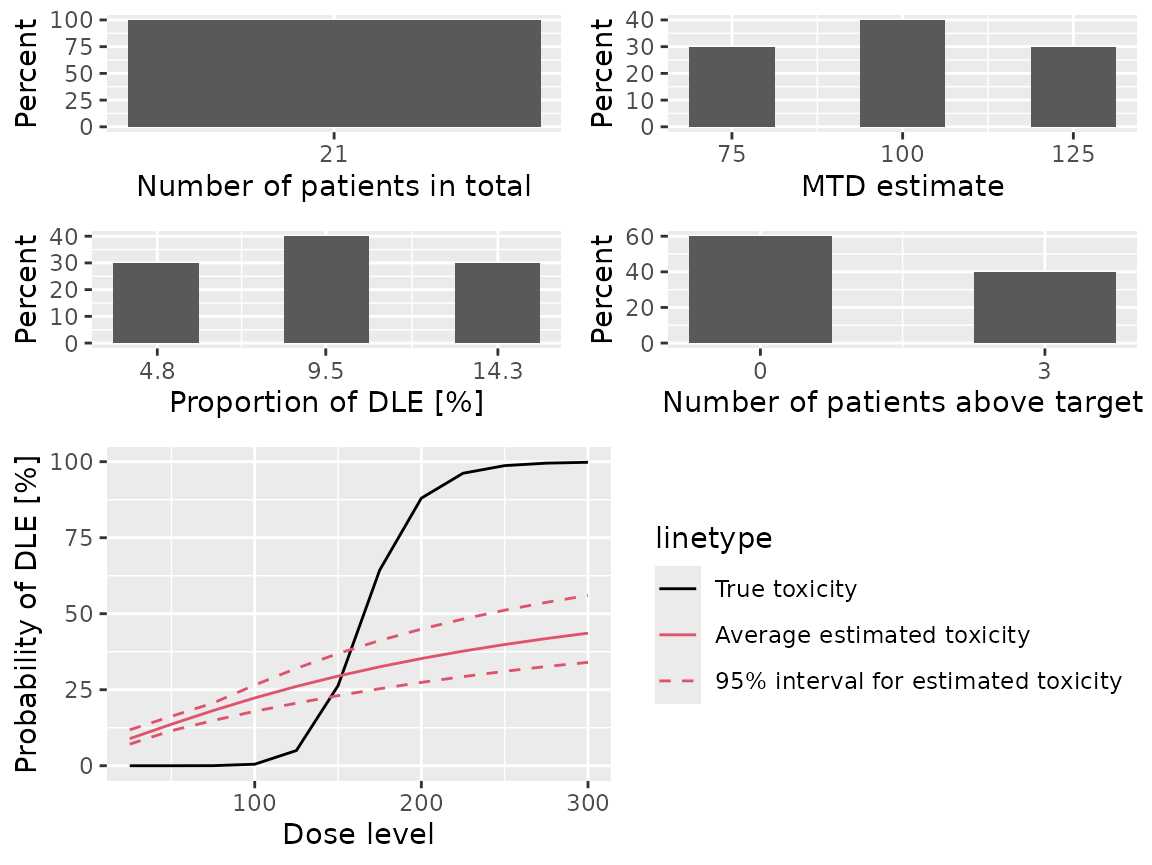 Percent
100
75
50
25
0
21
Number of patients in total
Percent
40
30
20
10
0
75 100 125
MTD estimate
Percent
40
30
20
10
0
4.8 9.5 14.3
Proportion of DLE [%]
Percent
60
40
20
0
0 3
Number of patients above target
Probability of DLE [%]
100
75
50
25
0
100 200 300
Dose level
linetype
True toxicity
Average estimated toxicity
95% interval for estimated toxicity